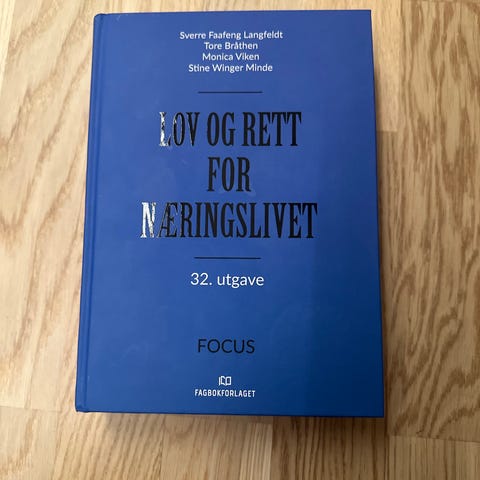 Sverre Faafeng Langfeldt
Tore Bråthen
Monica Viken
Stine Winger Minde
LOV OG RETT
FOR
NÆRINGSLIVET
32. utgave
FOCUS
FAGBOKFORLAGET